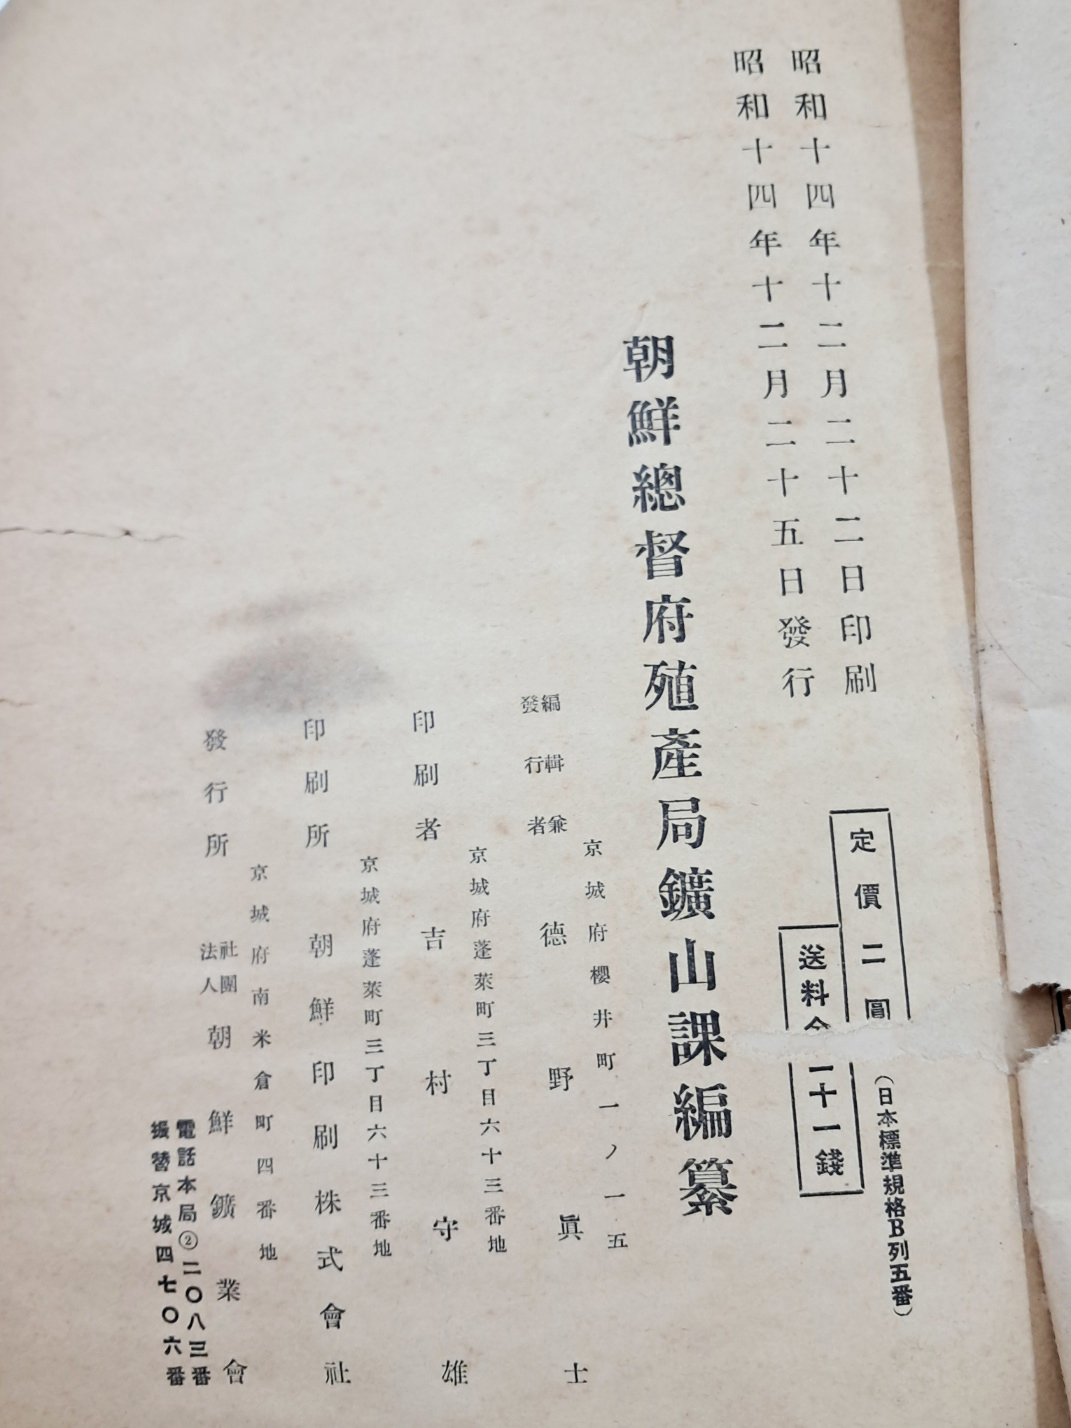 昭和十四年十二月二十二日印刷
昭和十四年十二月二十五日發行
定價二圓
送料金二十一錢
(日本標準規格B列五番)
朝鮮總督府殖產局鑛山課編纂
京城府櫻井町一ノ一五
編輯兼
發行者
德野眞士
京城府蓬萊町三丁目六十三番地
印刷者 吉村守雄
京城府蓬萊町三丁目六十三番地
印刷所 朝鮮印刷株式會社
京城府南米倉町四番地
發行所
社團
法人
朝鮮鑛業會
電話本局②二〇八三番
振替京城四七〇六番